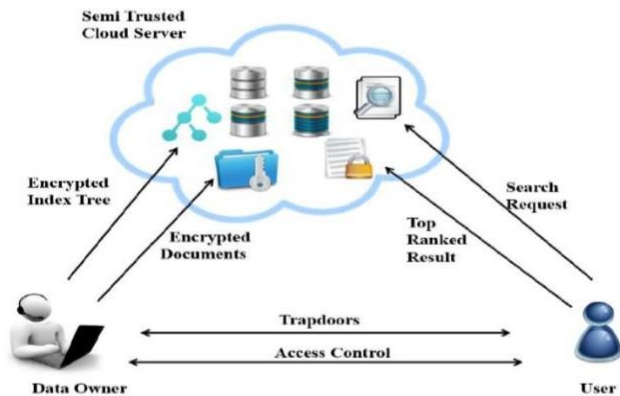 Semi Trusted
Cloud Server
Encrypted
Index Tree
Encrypted
Documents
Top
Ranked
Result
Search
Request
Trapdoors
Access Control
Data Owner
User